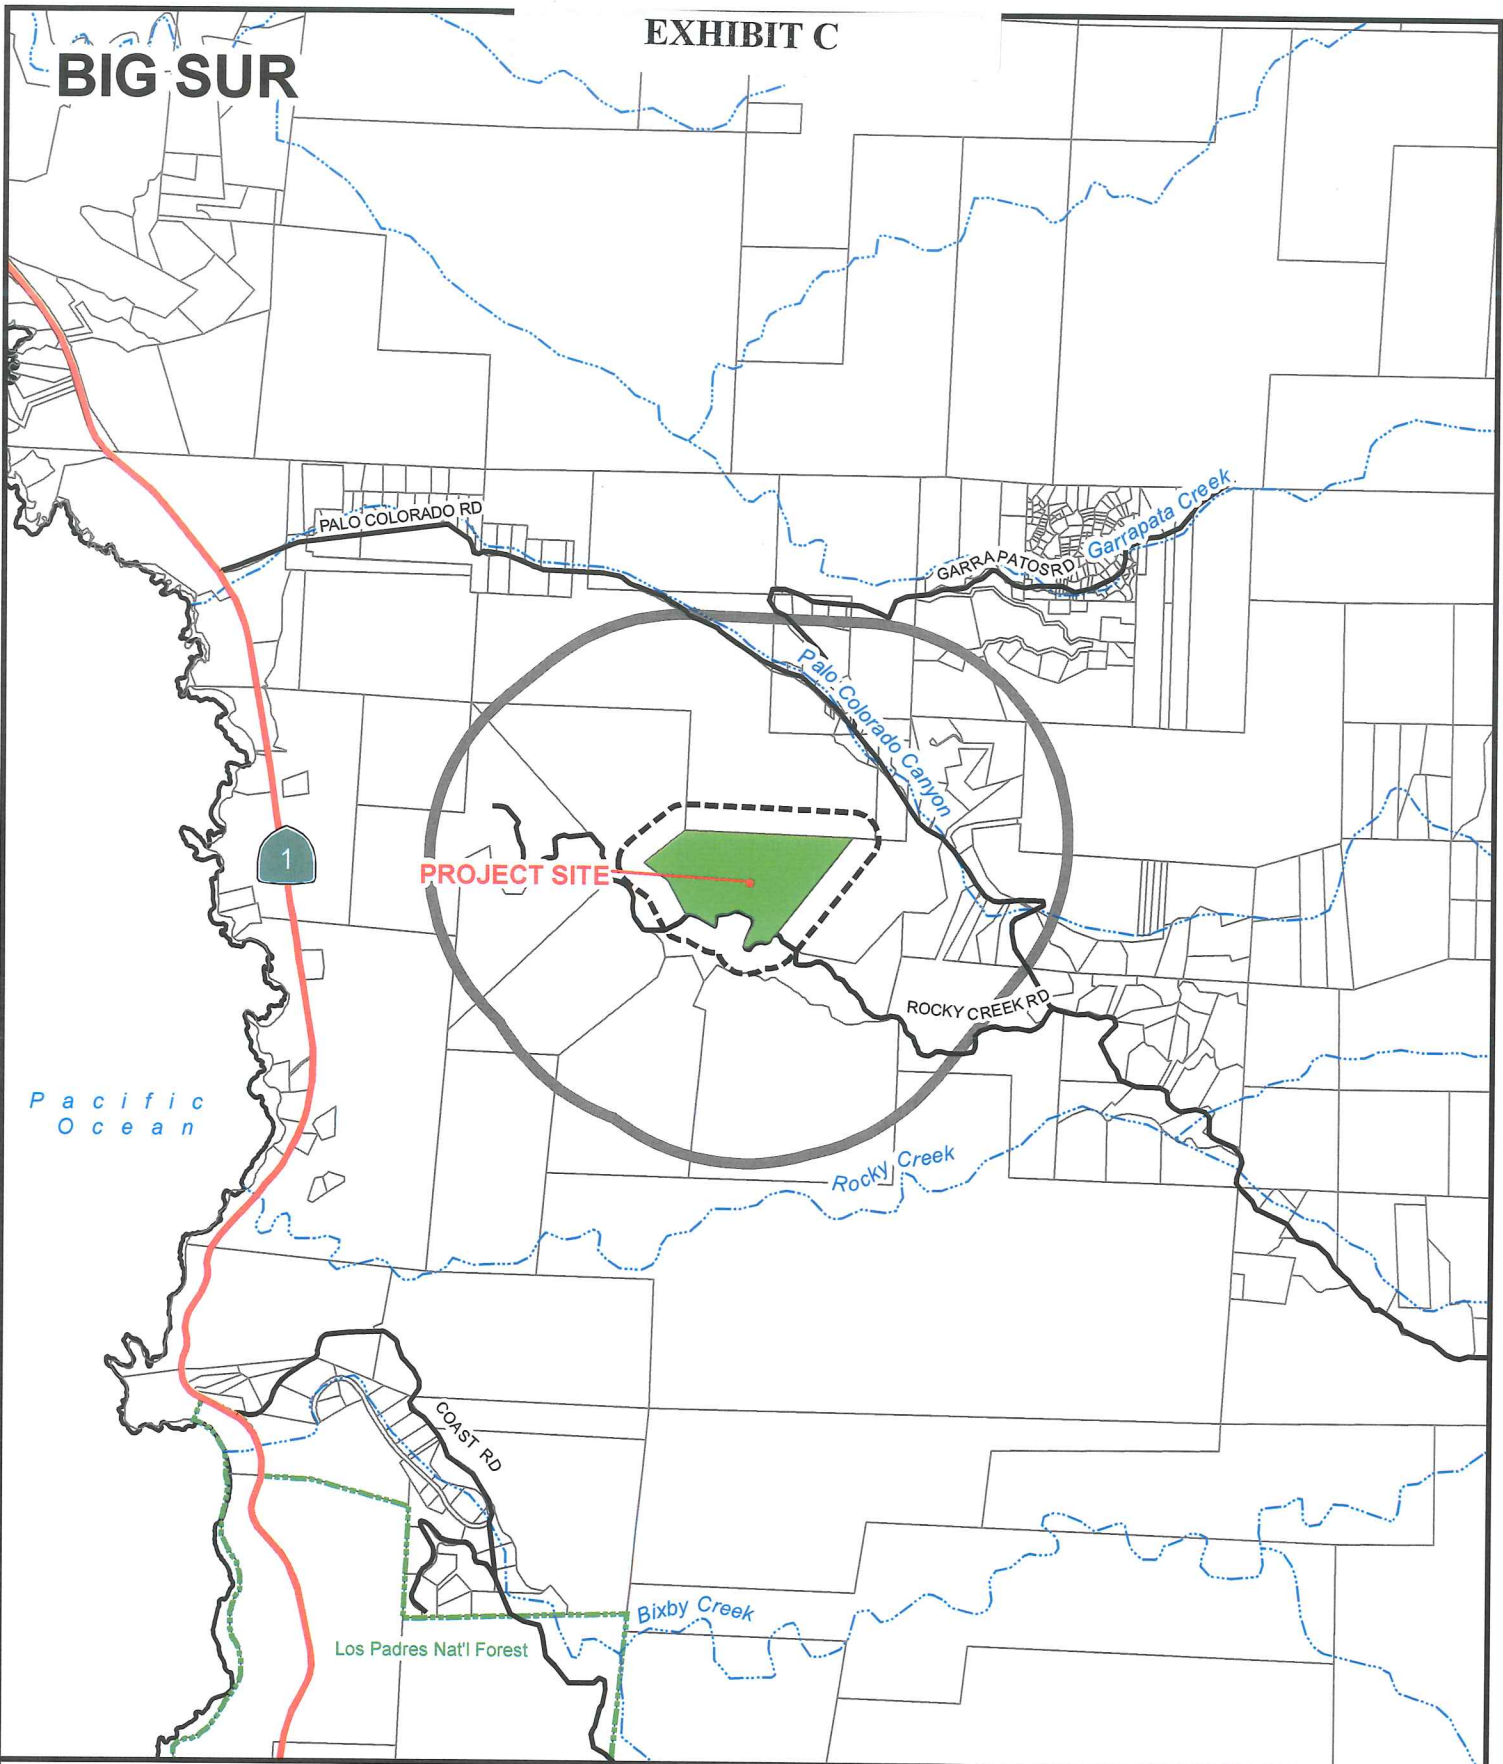 EXHIBIT C
BIG SUR
PALO COLORADO RD
Garrapata Creek
GARRAPATOS RD
Palo Colorado Canyon
1
PROJECT SITE
ROCKY CREEK RD
Pacific
Ocean
Rocky Creek
COAST RD
Bixby Creek
Los Padres Nat'l Forest